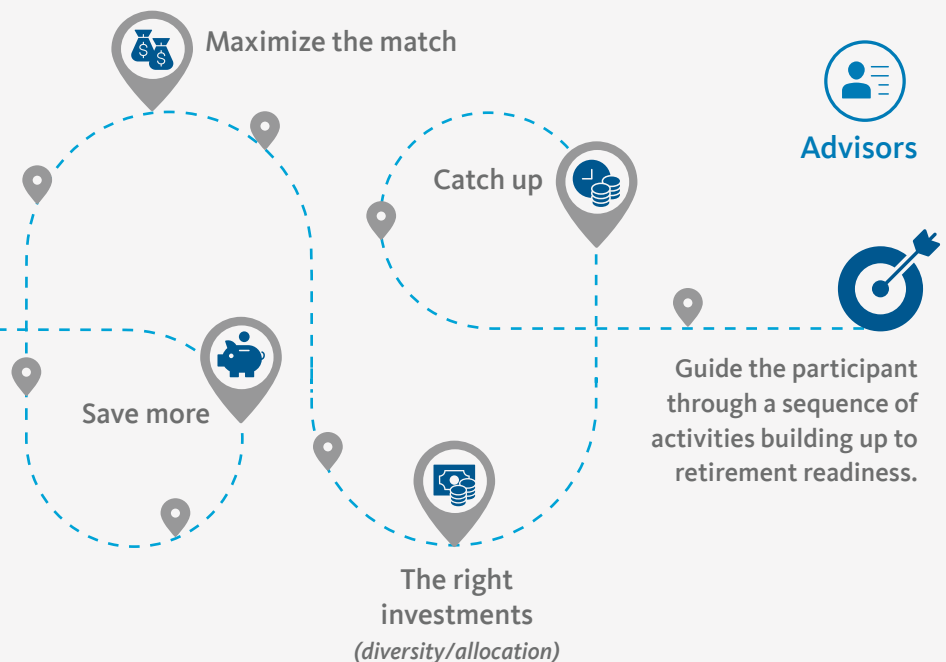 Maximize the match
Advisors
Catch up
Save more
Guide the participant
through a sequence of
activities building up to
retirement readiness.
The right
investments
(diversity/allocation)